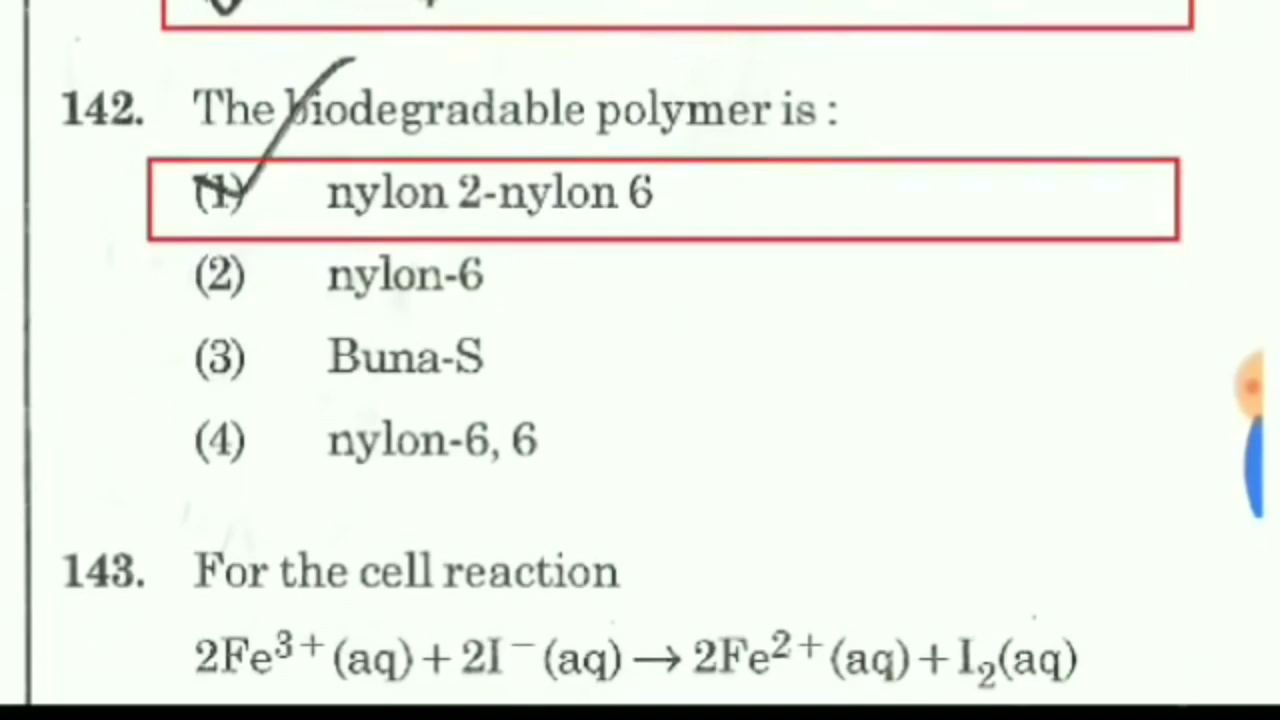 142. The biodegradable polymer is :
(1) nylon 2-nylon 6
(2) nylon-6
(3) Buna-S
(4) nylon-6, 6
143. For the cell reaction
2Fe³⁺(aq) + 2I⁻(aq) → 2Fe²⁺(aq) + I₂(aq)